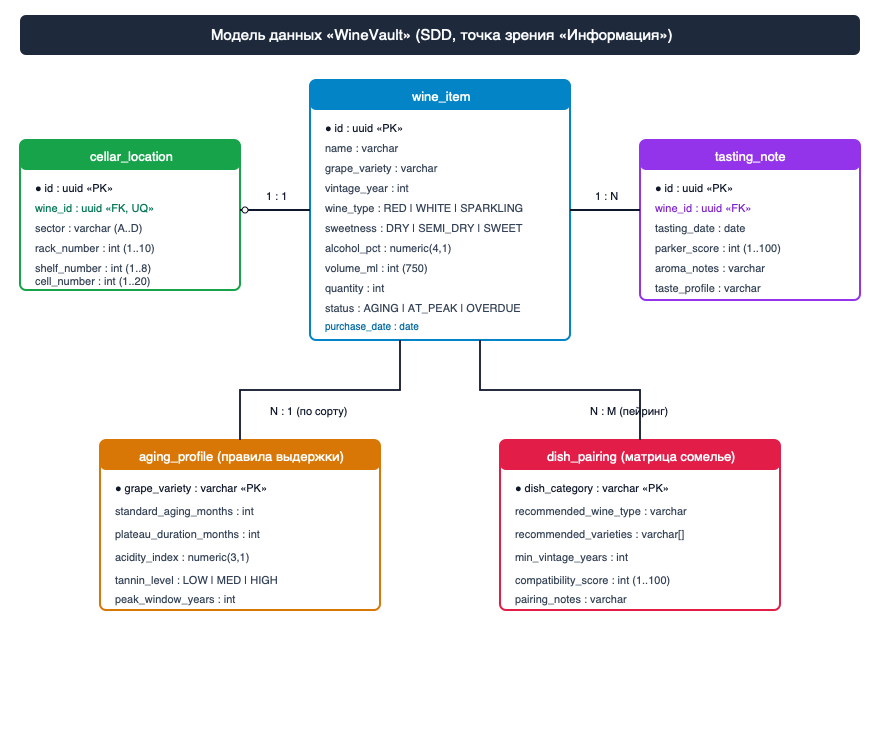 Модель данных «WineVault» (SDD, точка зрения «Информация»)
wine_item
● id : uuid «PK»
name : varchar
grape_variety : varchar
vintage_year : int
wine_type : RED | WHITE | SPARKLING
sweetness : DRY | SEMI_DRY | SWEET
alcohol_pct : numeric(4,1)
volume_ml : int (750)
quantity : int
status : AGING | AT_PEAK | OVERDUE
purchase_date : date
cellar_location
● id : uuid «PK»
wine_id : uuid «FK, UQ»
sector : varchar (A..D)
rack_number : int (1..10)
shelf_number : int (1..8)
cell_number : int (1..20)
1 : 1
1 : N
tasting_note
● id : uuid «PK»
wine_id : uuid «FK»
tasting_date : date
parker_score : int (1..100)
aroma_notes : varchar
taste_profile : varchar
N : 1 (по сорту)
N : M (пейринг)
aging_profile (правила выдержки)
● grape_variety : varchar «PK»
standard_aging_months : int
plateau_duration_months : int
acidity_index : numeric(3,1)
tannin_level : LOW | MED | HIGH
peak_window_years : int
dish_pairing (матрица сомелье)
● dish_category : varchar «PK»
recommended_wine_type : varchar
recommended_varieties : varchar[]
min_vintage_years : int
compatibility_score : int (1..100)
pairing_notes : varchar